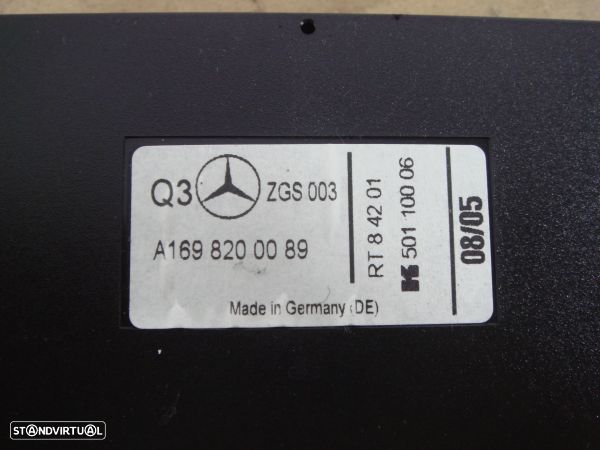 Q3 ZGS 003
A169 820 00 89
Made in Germany (DE)
RT 8 42 01
K 501 100 06
08/05
STANDVIRTUAL